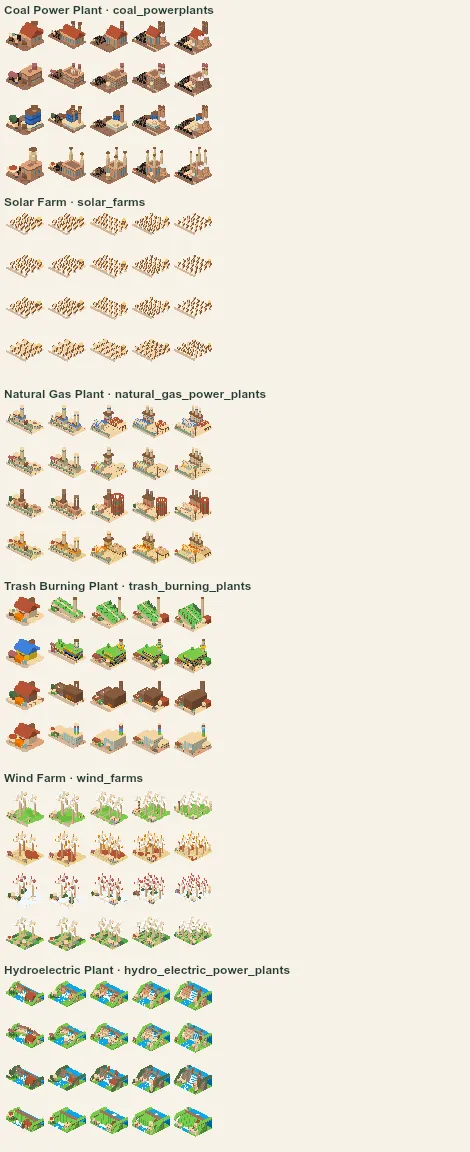 Coal Power Plant · coal_powerplants
Solar Farm · solar_farms
Natural Gas Plant · natural_gas_power_plants
Trash Burning Plant · trash_burning_plants
Wind Farm · wind_farms
Hydroelectric Plant · hydro_electric_power_plants